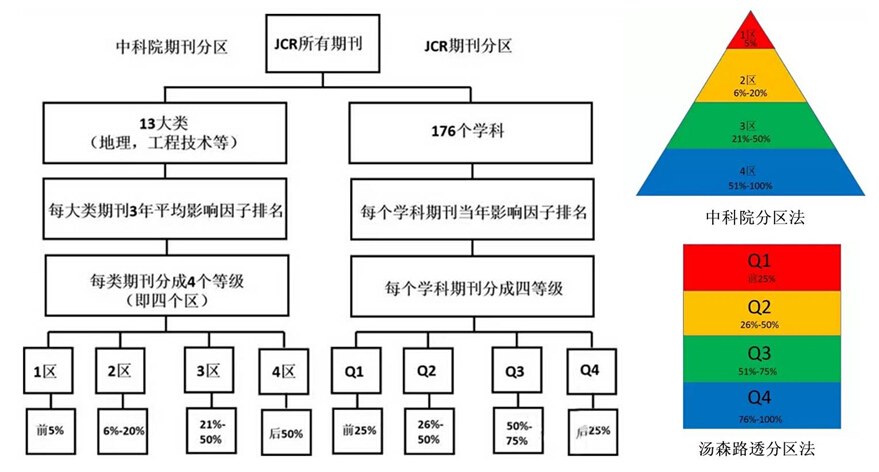 中科院期刊分区
JCR所有期刊
JCR期刊分区
13大类
（地理，工程技术等）
176个学科
每大类期刊3年平均影响因子排名
每个学科期刊当年影响因子排名
每类期刊分成4个等级
（即四个区）
每个学科期刊分成四等级
1区
2区
3区
4区
Q1
Q2
Q3
Q4
前5%
6%-20%
21%-
50%
后50%
前25%
26%-
50%
50%-
75%
后25%
1区
5%
2区
6%-20%
3区
21%-50%
4区
51%-100%
中科院分区法
Q1
前25%
Q2
26%-50%
Q3
51%-75%
Q4
76%-100%
汤森路透分区法